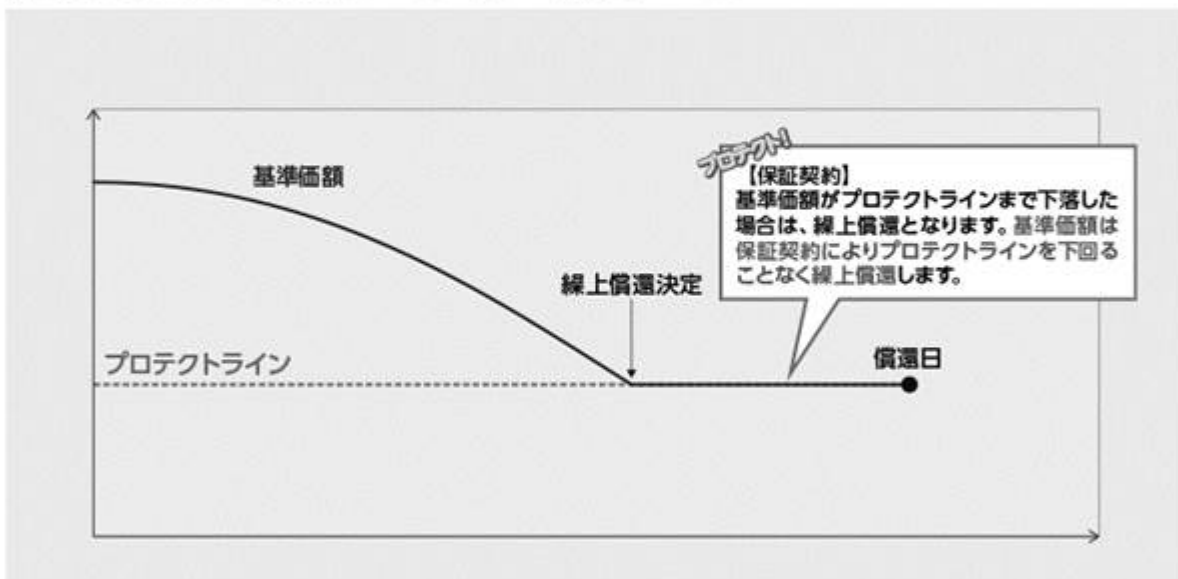 基準価額
プロテクト!
【保証契約】
基準価額がプロテクトラインまで下落した
場合は、繰上償還となります。基準価額は
保証契約によりプロテクトラインを下回る
ことなく繰上償還します。
繰上償還決定
プロテクトライン
償還日